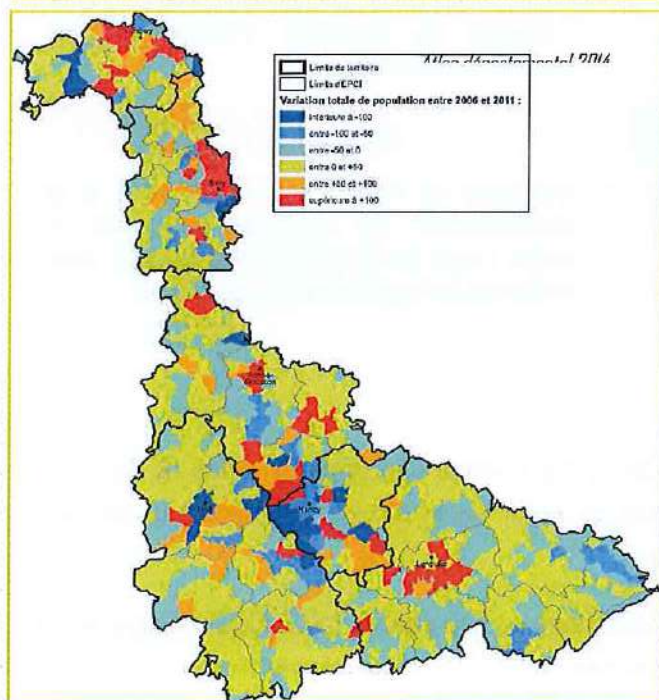 Atlas départemental 2014
Limite de territoire
Limite d'EPCI
Variation totale de population entre 2006 et 2011 :
inférieure à -100
entre -100 et -50
entre -50 et 0
entre 0 et +50
entre +50 et +100
supérieure à +100
Briey
Toul
Nancy
Lunéville